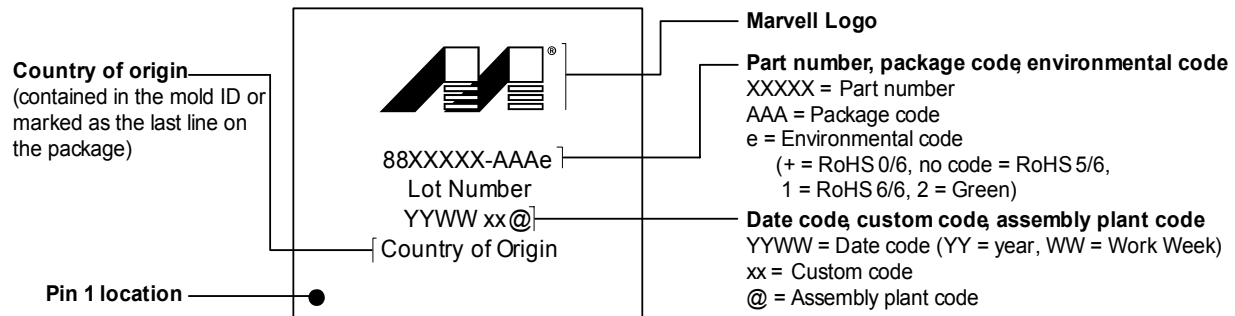 Country of origin
(contained in the mold ID or
marked as the last line on
the package)
Pin 1 location
®
88XXXXX-AAAe
Lot Number
YYWW xx@
Country of Origin
Marvell Logo
Part number, package code, environmental code
XXXXX = Part number
AAA = Package code
e = Environmental code
(+ = RoHS 0/6, no code = RoHS 5/6,
1 = RoHS 6/6, 2 = Green)
Date code, custom code, assembly plant code
YYWW = Date code (YY = year, WW = Work Week)
xx = Custom code
@ = Assembly plant code